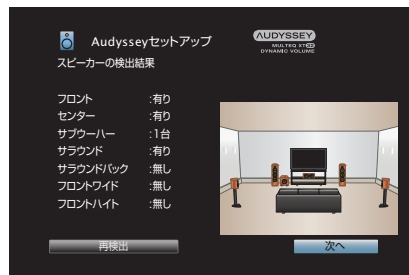 Audysseyセットアップ
AUDYSSEY
MULTEQ XT32
DYNAMIC VOLUME
スピーカーの検出結果
フロント :有り
センター :有り
サブウーハー :1台
サラウンド :有り
サラウンドバック :無し
フロントワイド :無し
フロントハイト :無し
再検出
次へ